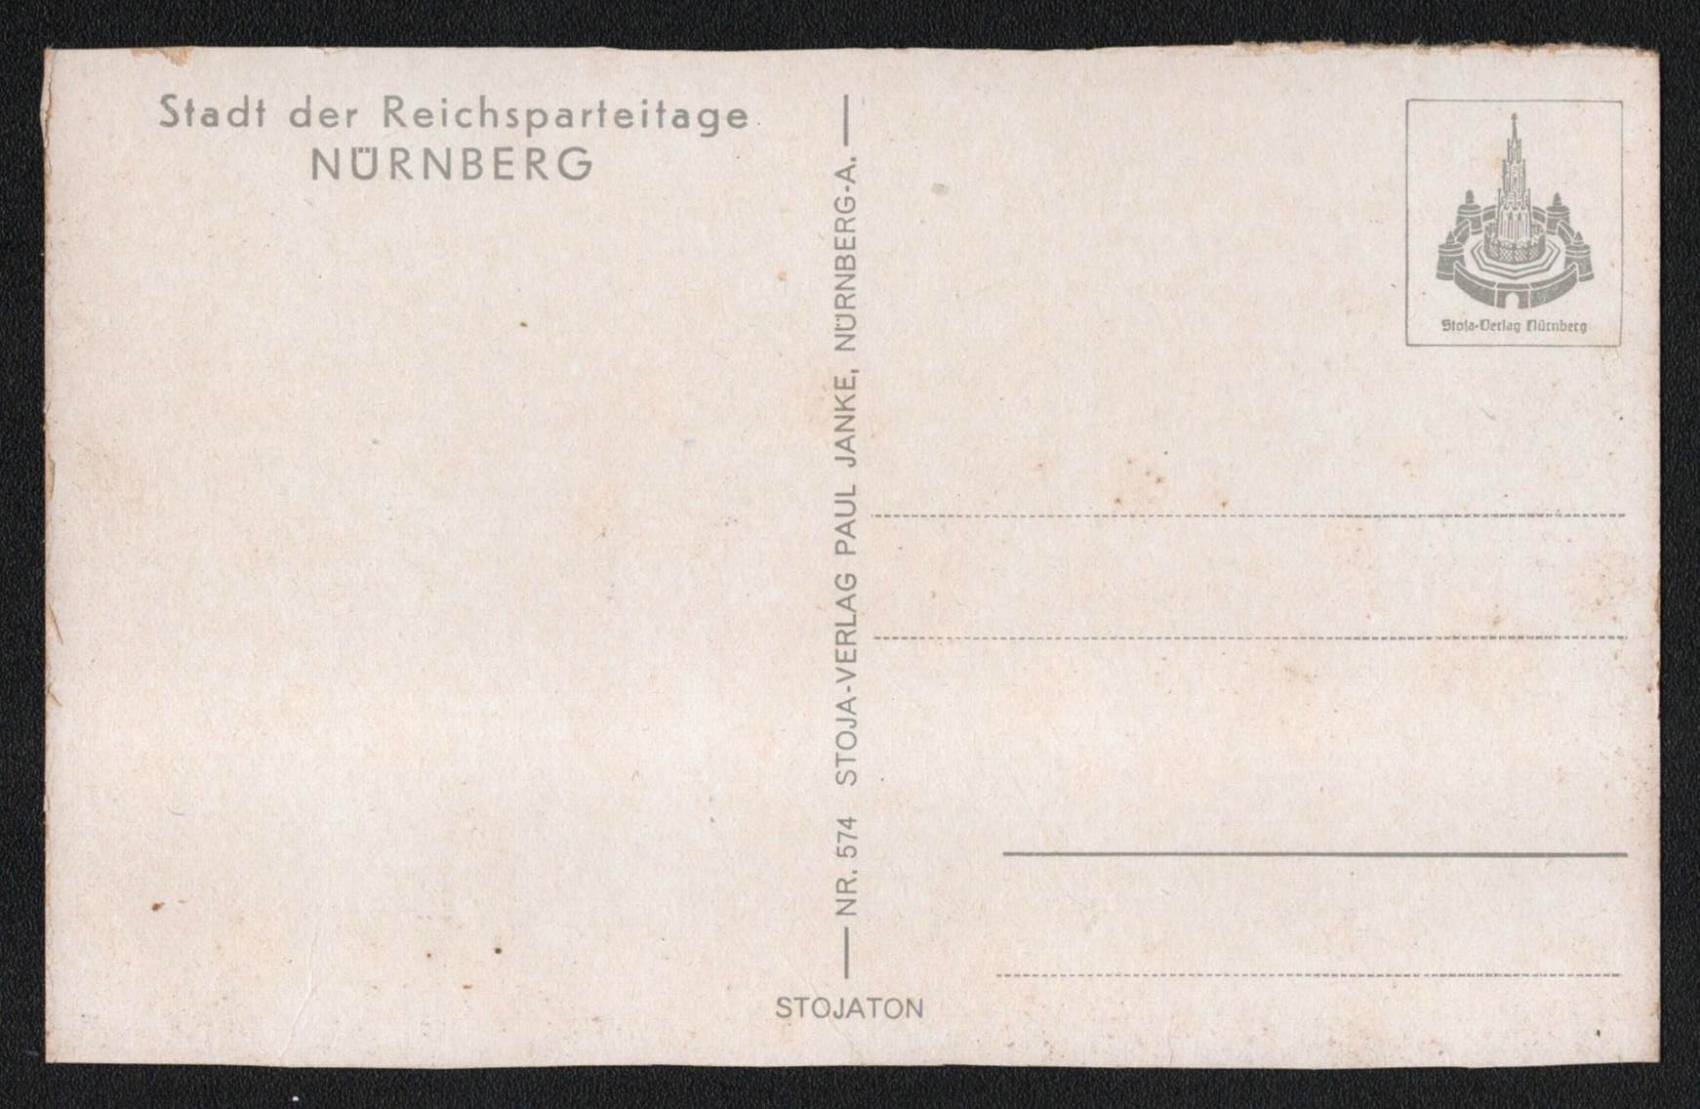 Stadt der Reichsparteitage
NÜRNBERG
NR. 574 STOJA-VERLAG PAUL JANKE, NÜRNBERG-A.
STOJATON
Stoja-Verlag Nürnberg